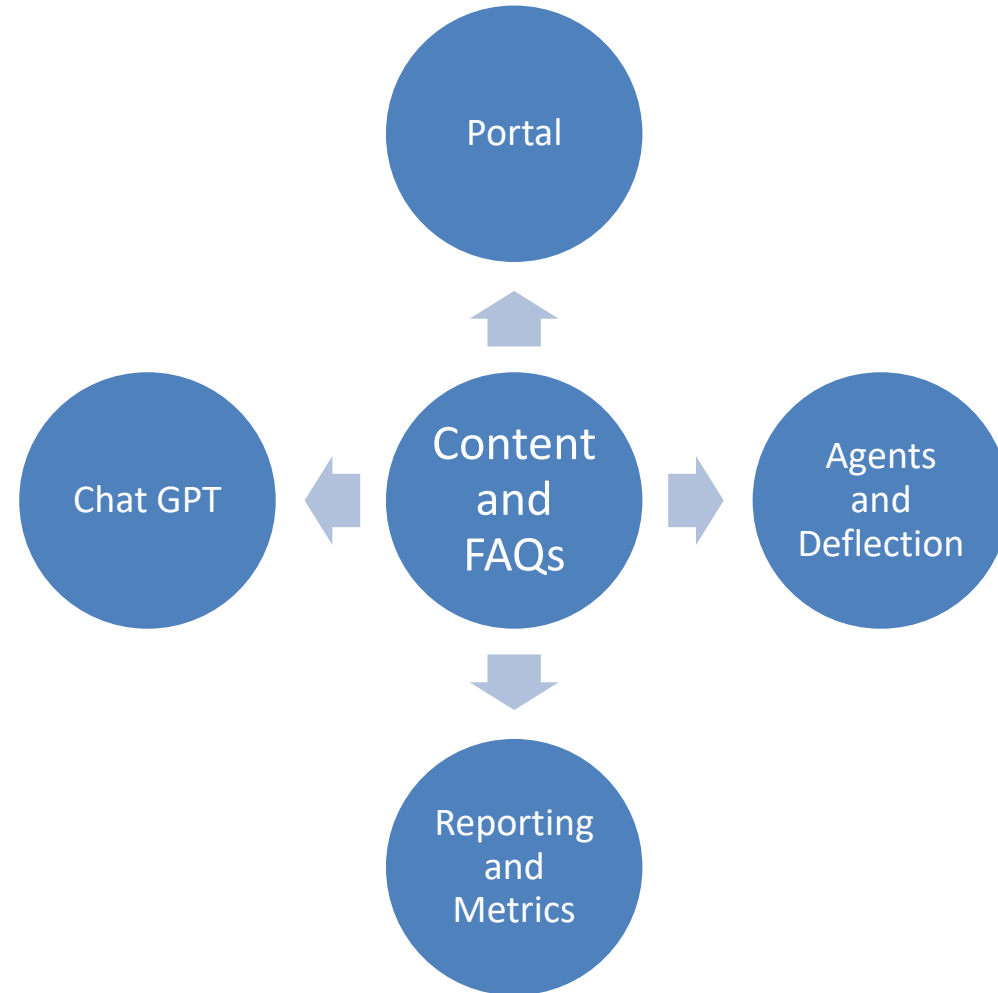 Portal
Chat GPT
Content
and
FAQs
Agents
and
Deflection
Reporting
and
Metrics